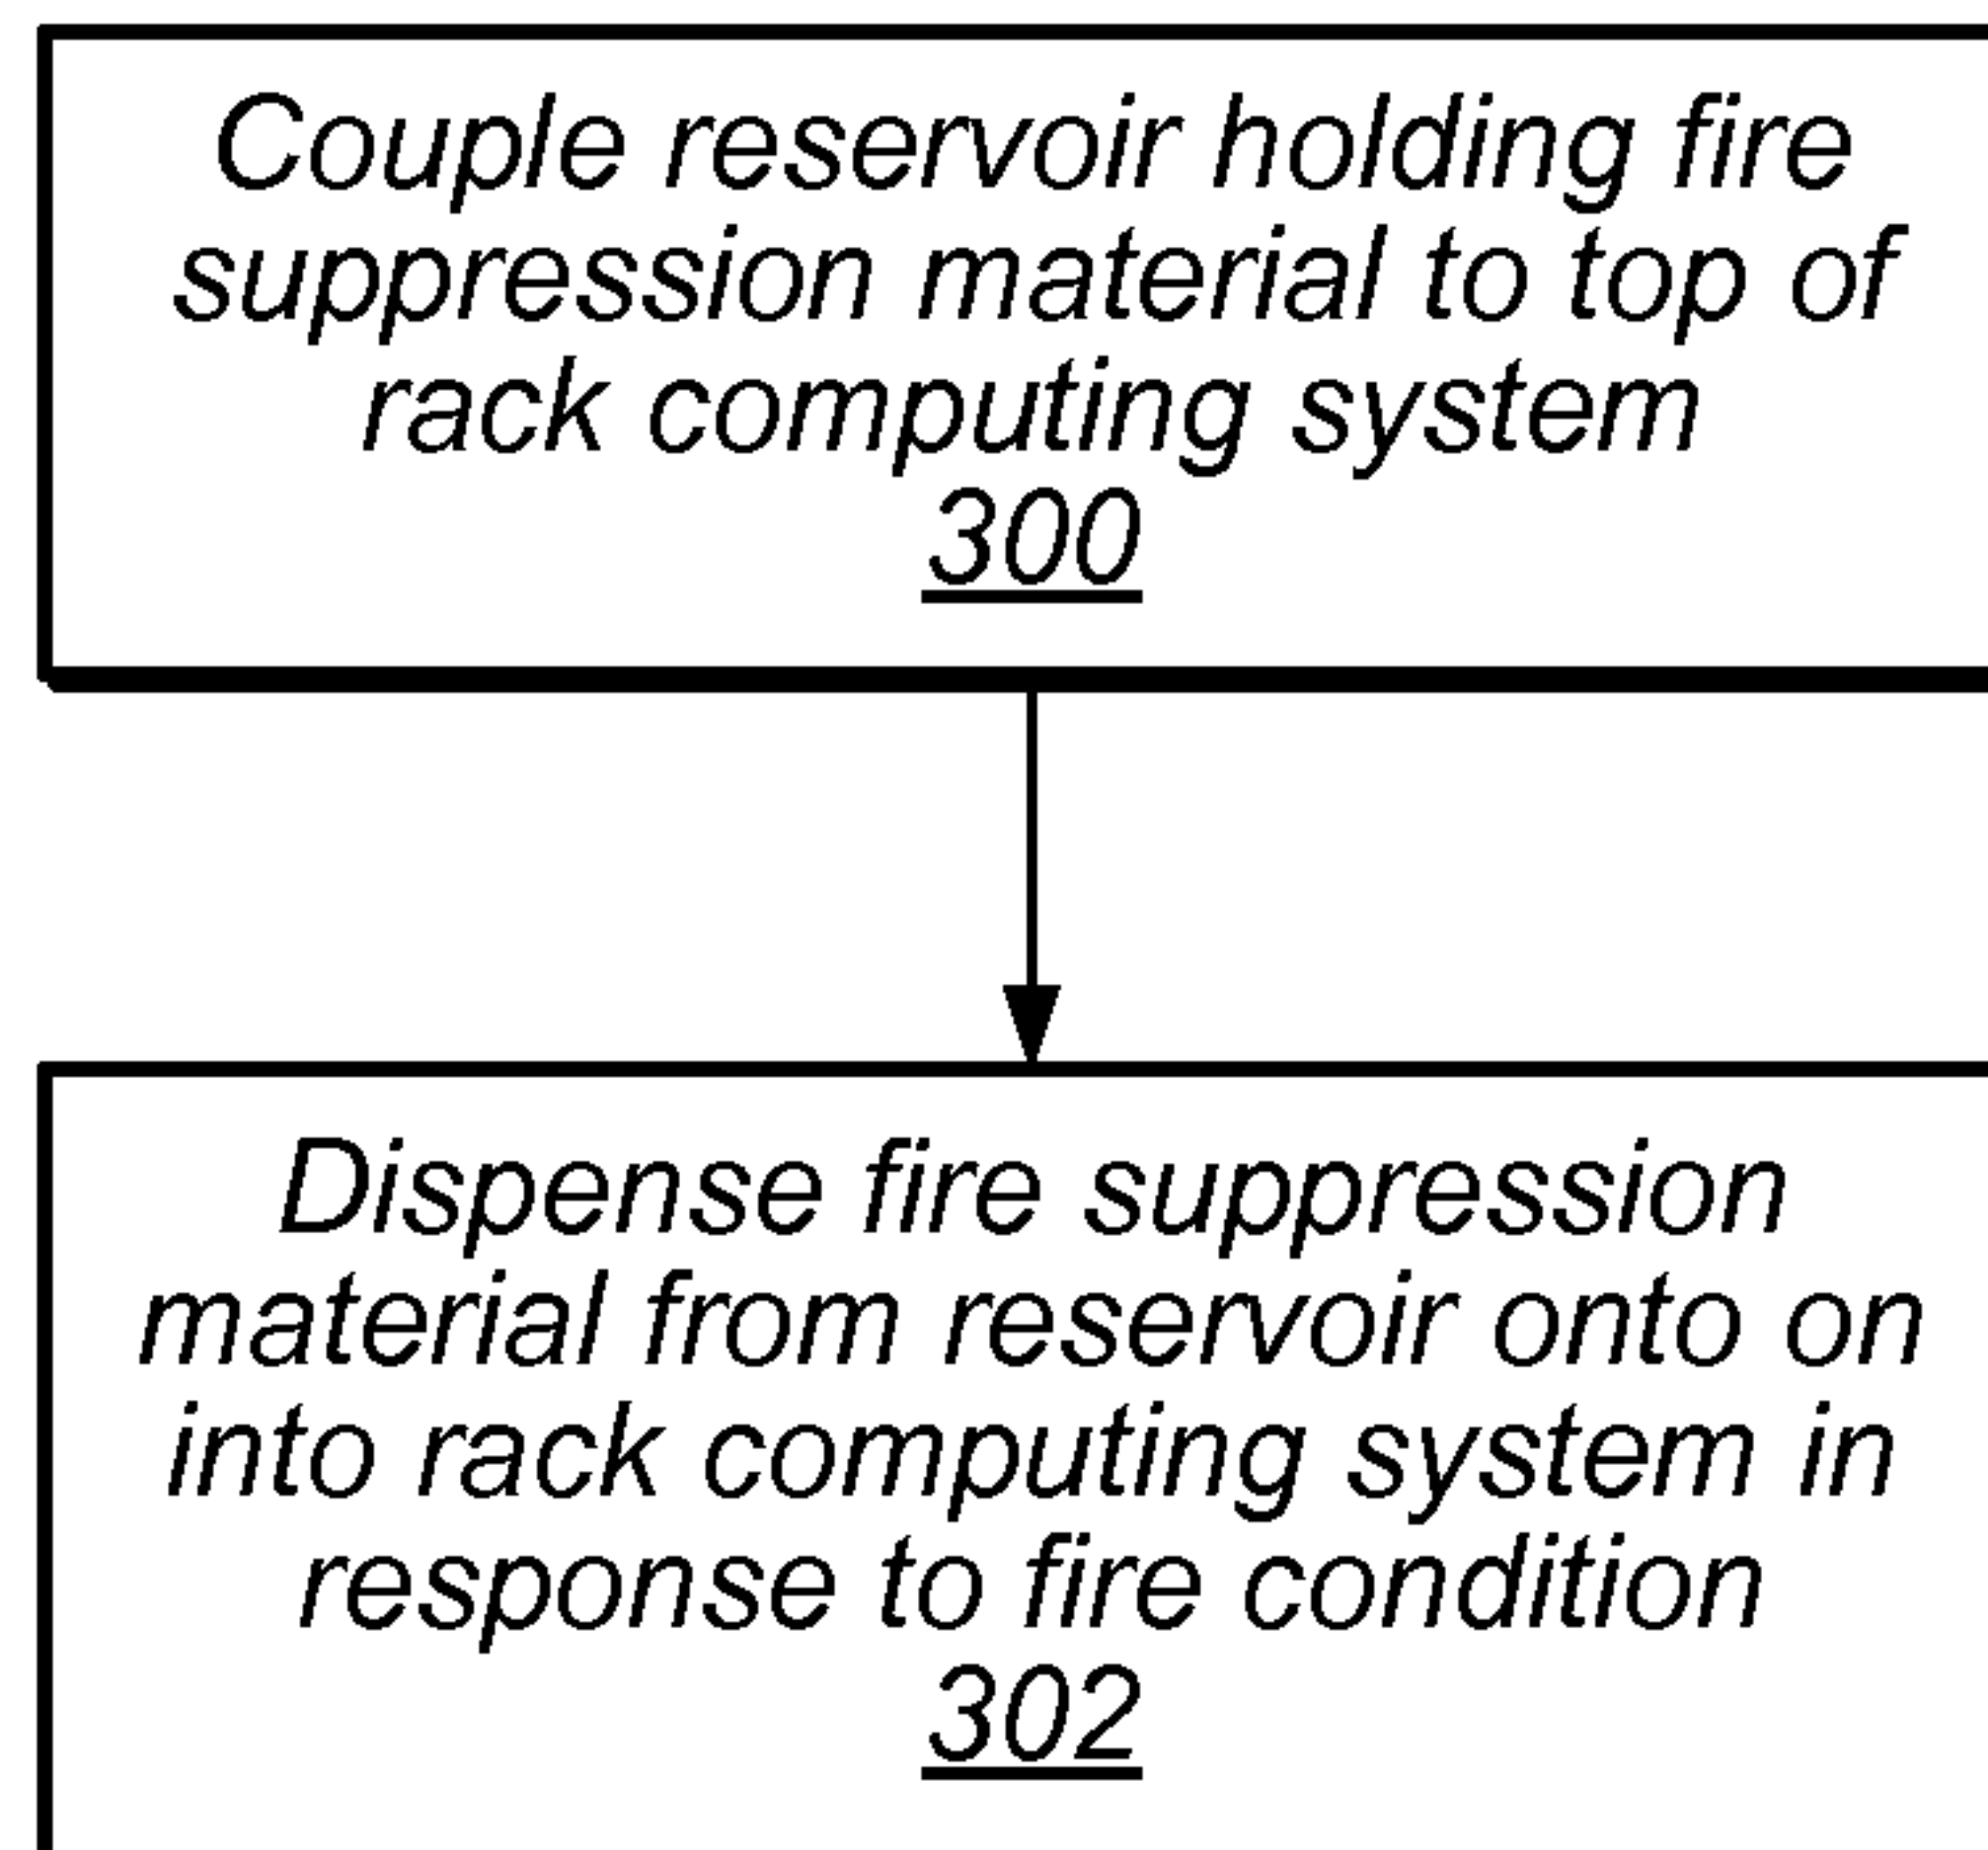 Couple reservoir holding fire
suppression material to top of
rack computing system
300
Dispense fire suppression
material from reservoir onto on
into rack computing system in
response to fire condition
302